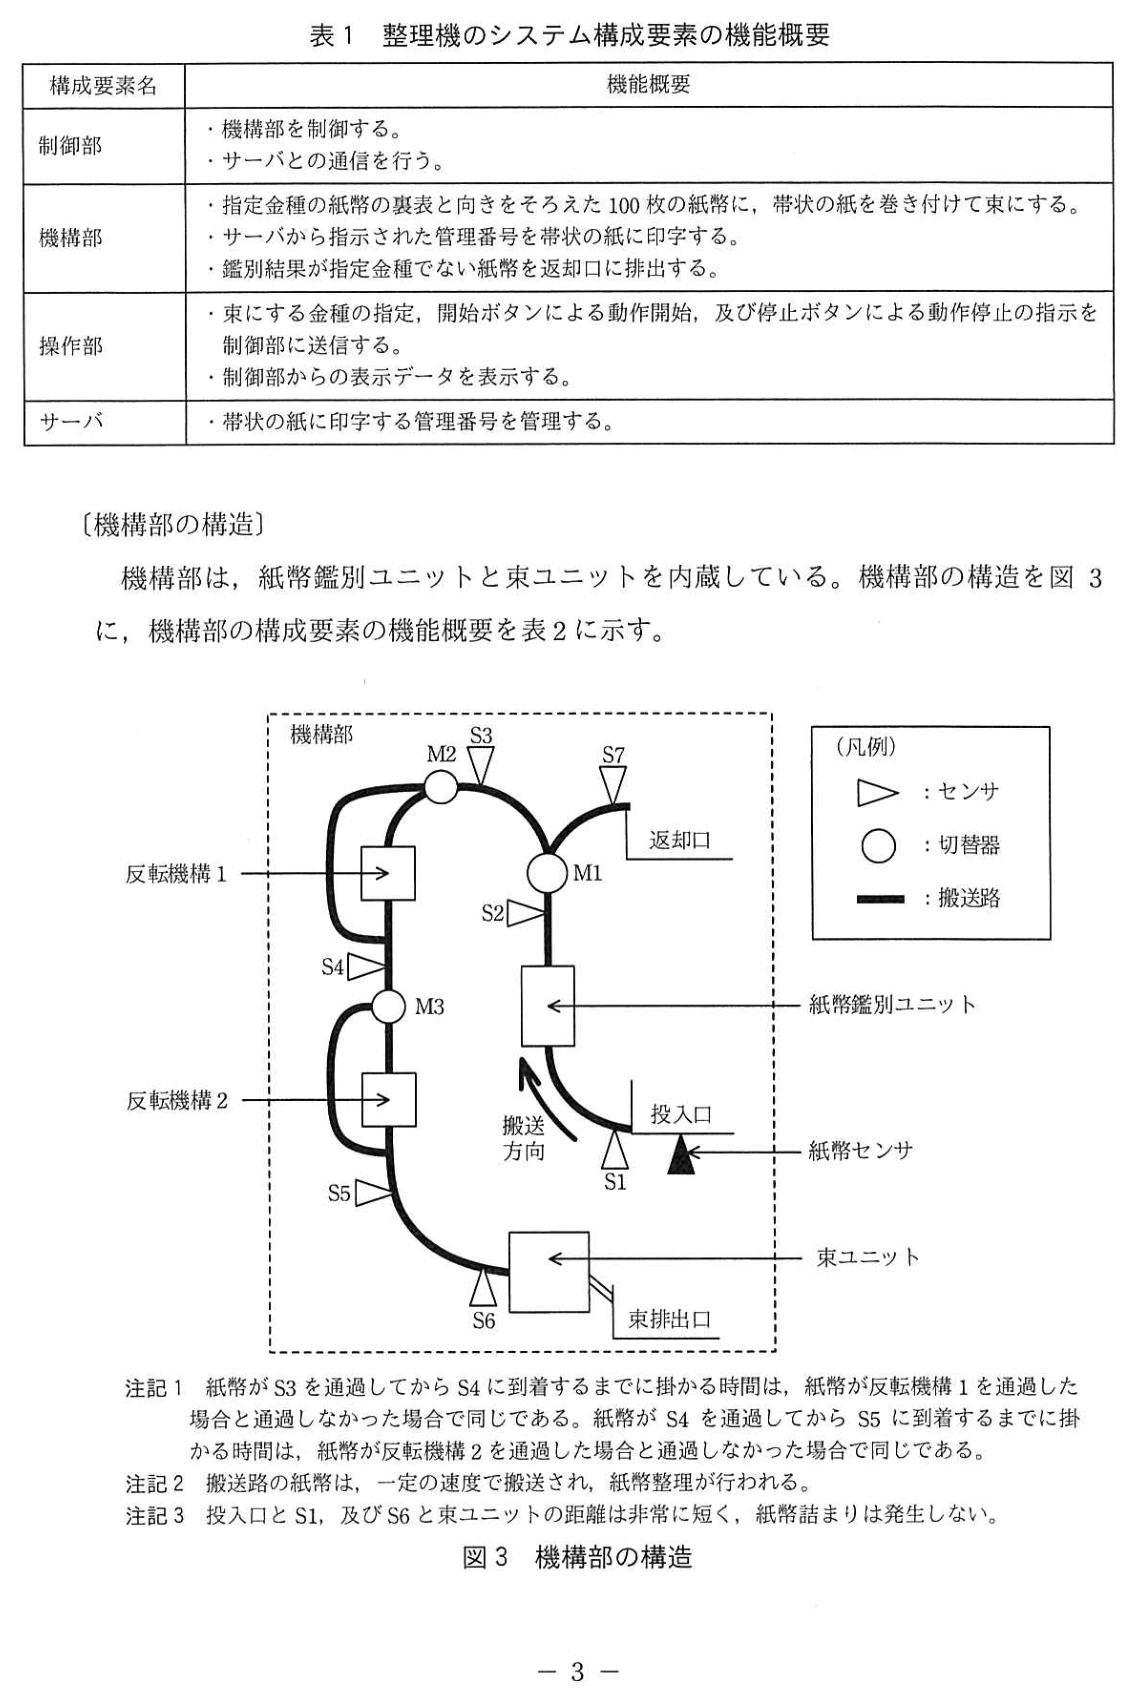 表1 整理機のシステム構成要素の機能概要
構成要素名 機能概要
制御部
・機構部を制御する。
・サーバとの通信を行う。
機構部
・指定金種の紙幣の裏表と向きをそろえた100枚の紙幣に，帯状の紙を巻き付けて束にする。
・サーバから指示された管理番号を帯状の紙に印字する。
・鑑別結果が指定金種でない紙幣を返却口に排出する。
操作部
・束にする金種の指定，開始ボタンによる動作開始，及び停止ボタンによる動作停止の指示を
制御部に送信する。
・制御部からの表示データを表示する。
サーバ ・帯状の紙に印字する管理番号を管理する。
〔機構部の構造〕
機構部は，紙幣鑑別ユニットと束ユニットを内蔵している。機構部の構造を図3
に，機構部の構成要素の機能概要を表2に示す。
機構部
M2
S3
S7
返却口
反転機構1
M1
S2
S4
M3
紙幣鑑別ユニット
反転機構2
搬送
方向
投入口
S1
紙幣センサ
S5
束ユニット
S6
束排出口
（凡例）
：センサ
：切替器
：搬送路
注記1 紙幣がS3を通過してからS4に到着するまでに掛かる時間は，紙幣が反転機構1を通過した
場合と通過しなかった場合で同じである。紙幣がS4を通過してからS5に到着するまでに掛
かる時間は，紙幣が反転機構2を通過した場合と通過しなかった場合で同じである。
注記2 搬送路の紙幣は，一定の速度で搬送され，紙幣整理が行われる。
注記3 投入口とS1，及びS6と束ユニットの距離は非常に短く，紙幣詰まりは発生しない。
図3 機構部の構造
－ 3 －